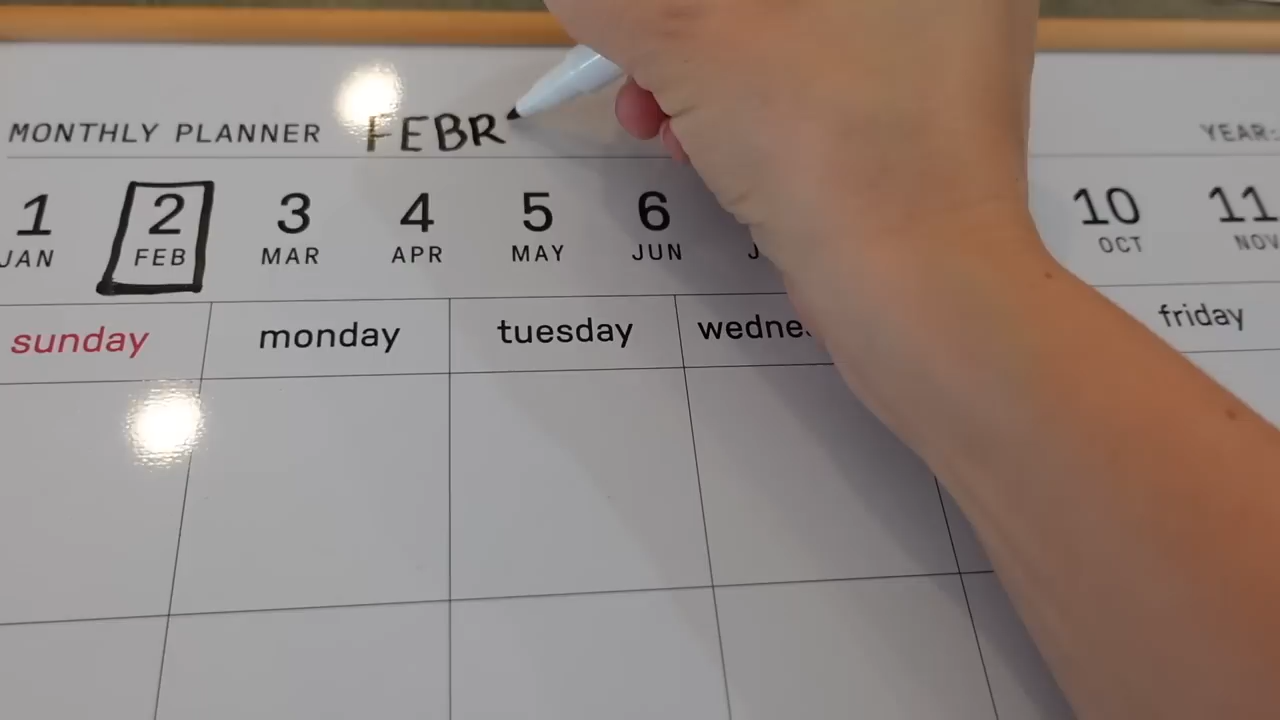 MONTHLY PLANNER FEBR YEAR:
1 2 3 4 5 6 10 11
JAN FEB MAR APR MAY JUN OCT NOV
sunday monday tuesday friday